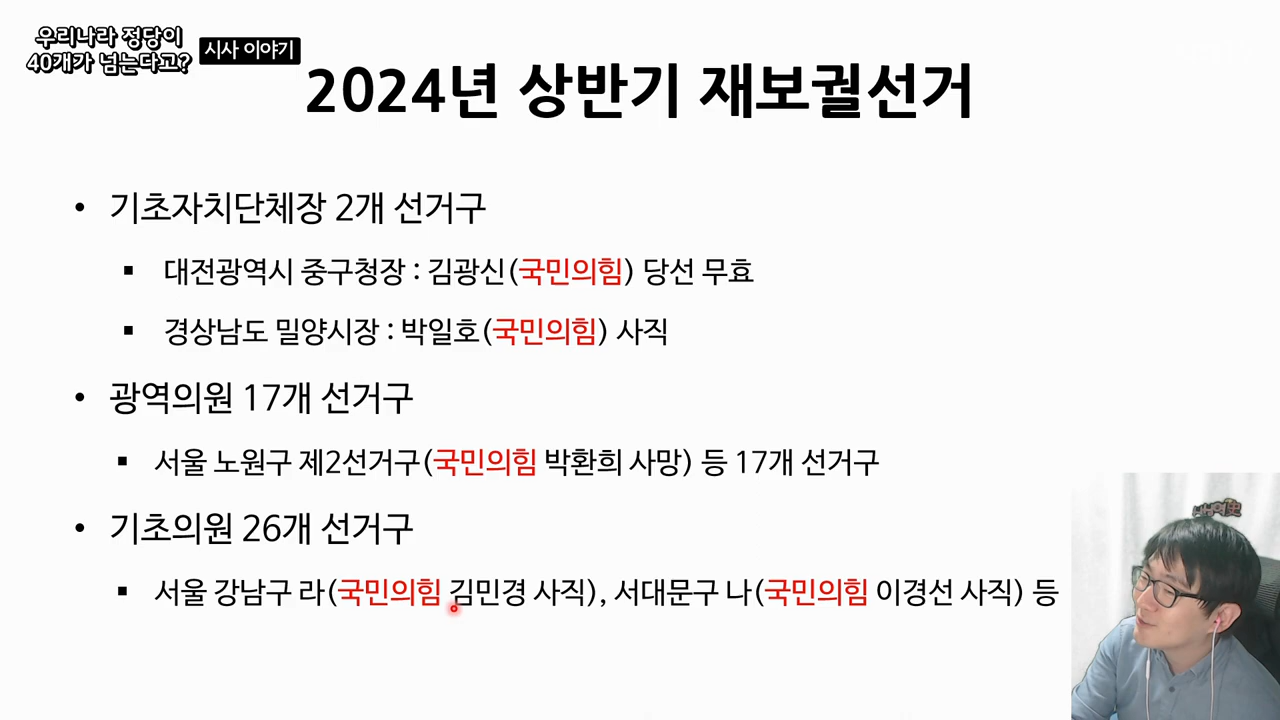 우리나라 정당이
40개가 넘는다고?
시사 이야기
2024년 상반기 재보궐선거
• 기초자치단체장 2개 선거구
▪ 대전광역시 중구청장 : 김광신(국민의힘) 당선 무효
▪ 경상남도 밀양시장 : 박일호(국민의힘) 사직
• 광역의원 17개 선거구
▪ 서울 노원구 제2선거구(국민의힘 박환희 사망) 등 17개 선거구
• 기초의원 26개 선거구
▪ 서울 강남구 라(국민의힘 김민경 사직), 서대문구 나(국민의힘 이경선 사직) 등